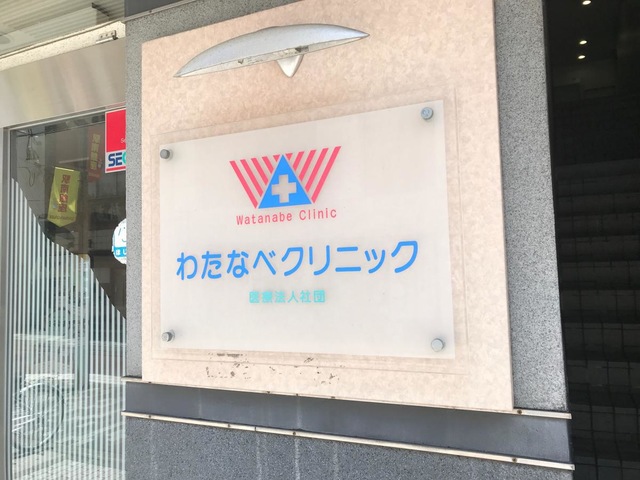 Watanabe Clinic
わたなべクリニック
医療法人社団